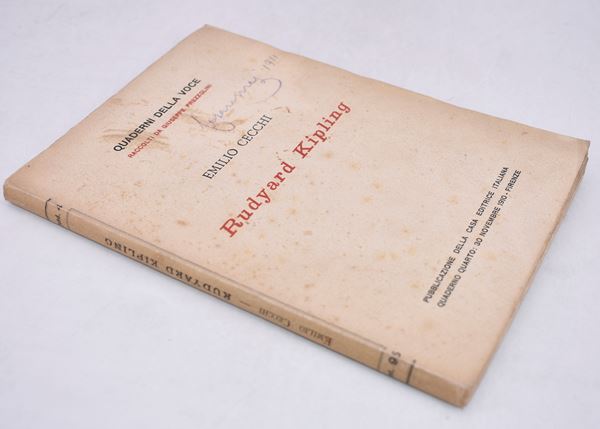 QUADERNI DELLA VOCE
RACCOLTI DA GIUSEPPE PREZZOLINI
1911
EMILIO CECCHI
Rudyard Kipling
PUBBLICAZIONE DELLA CASA EDITRICE ITALIANA
QUADERNO QUARTO: 30 NOVEMBRE 1910 - FIRENZE
EMILIO CECCHI — RUDYARD KIPLING